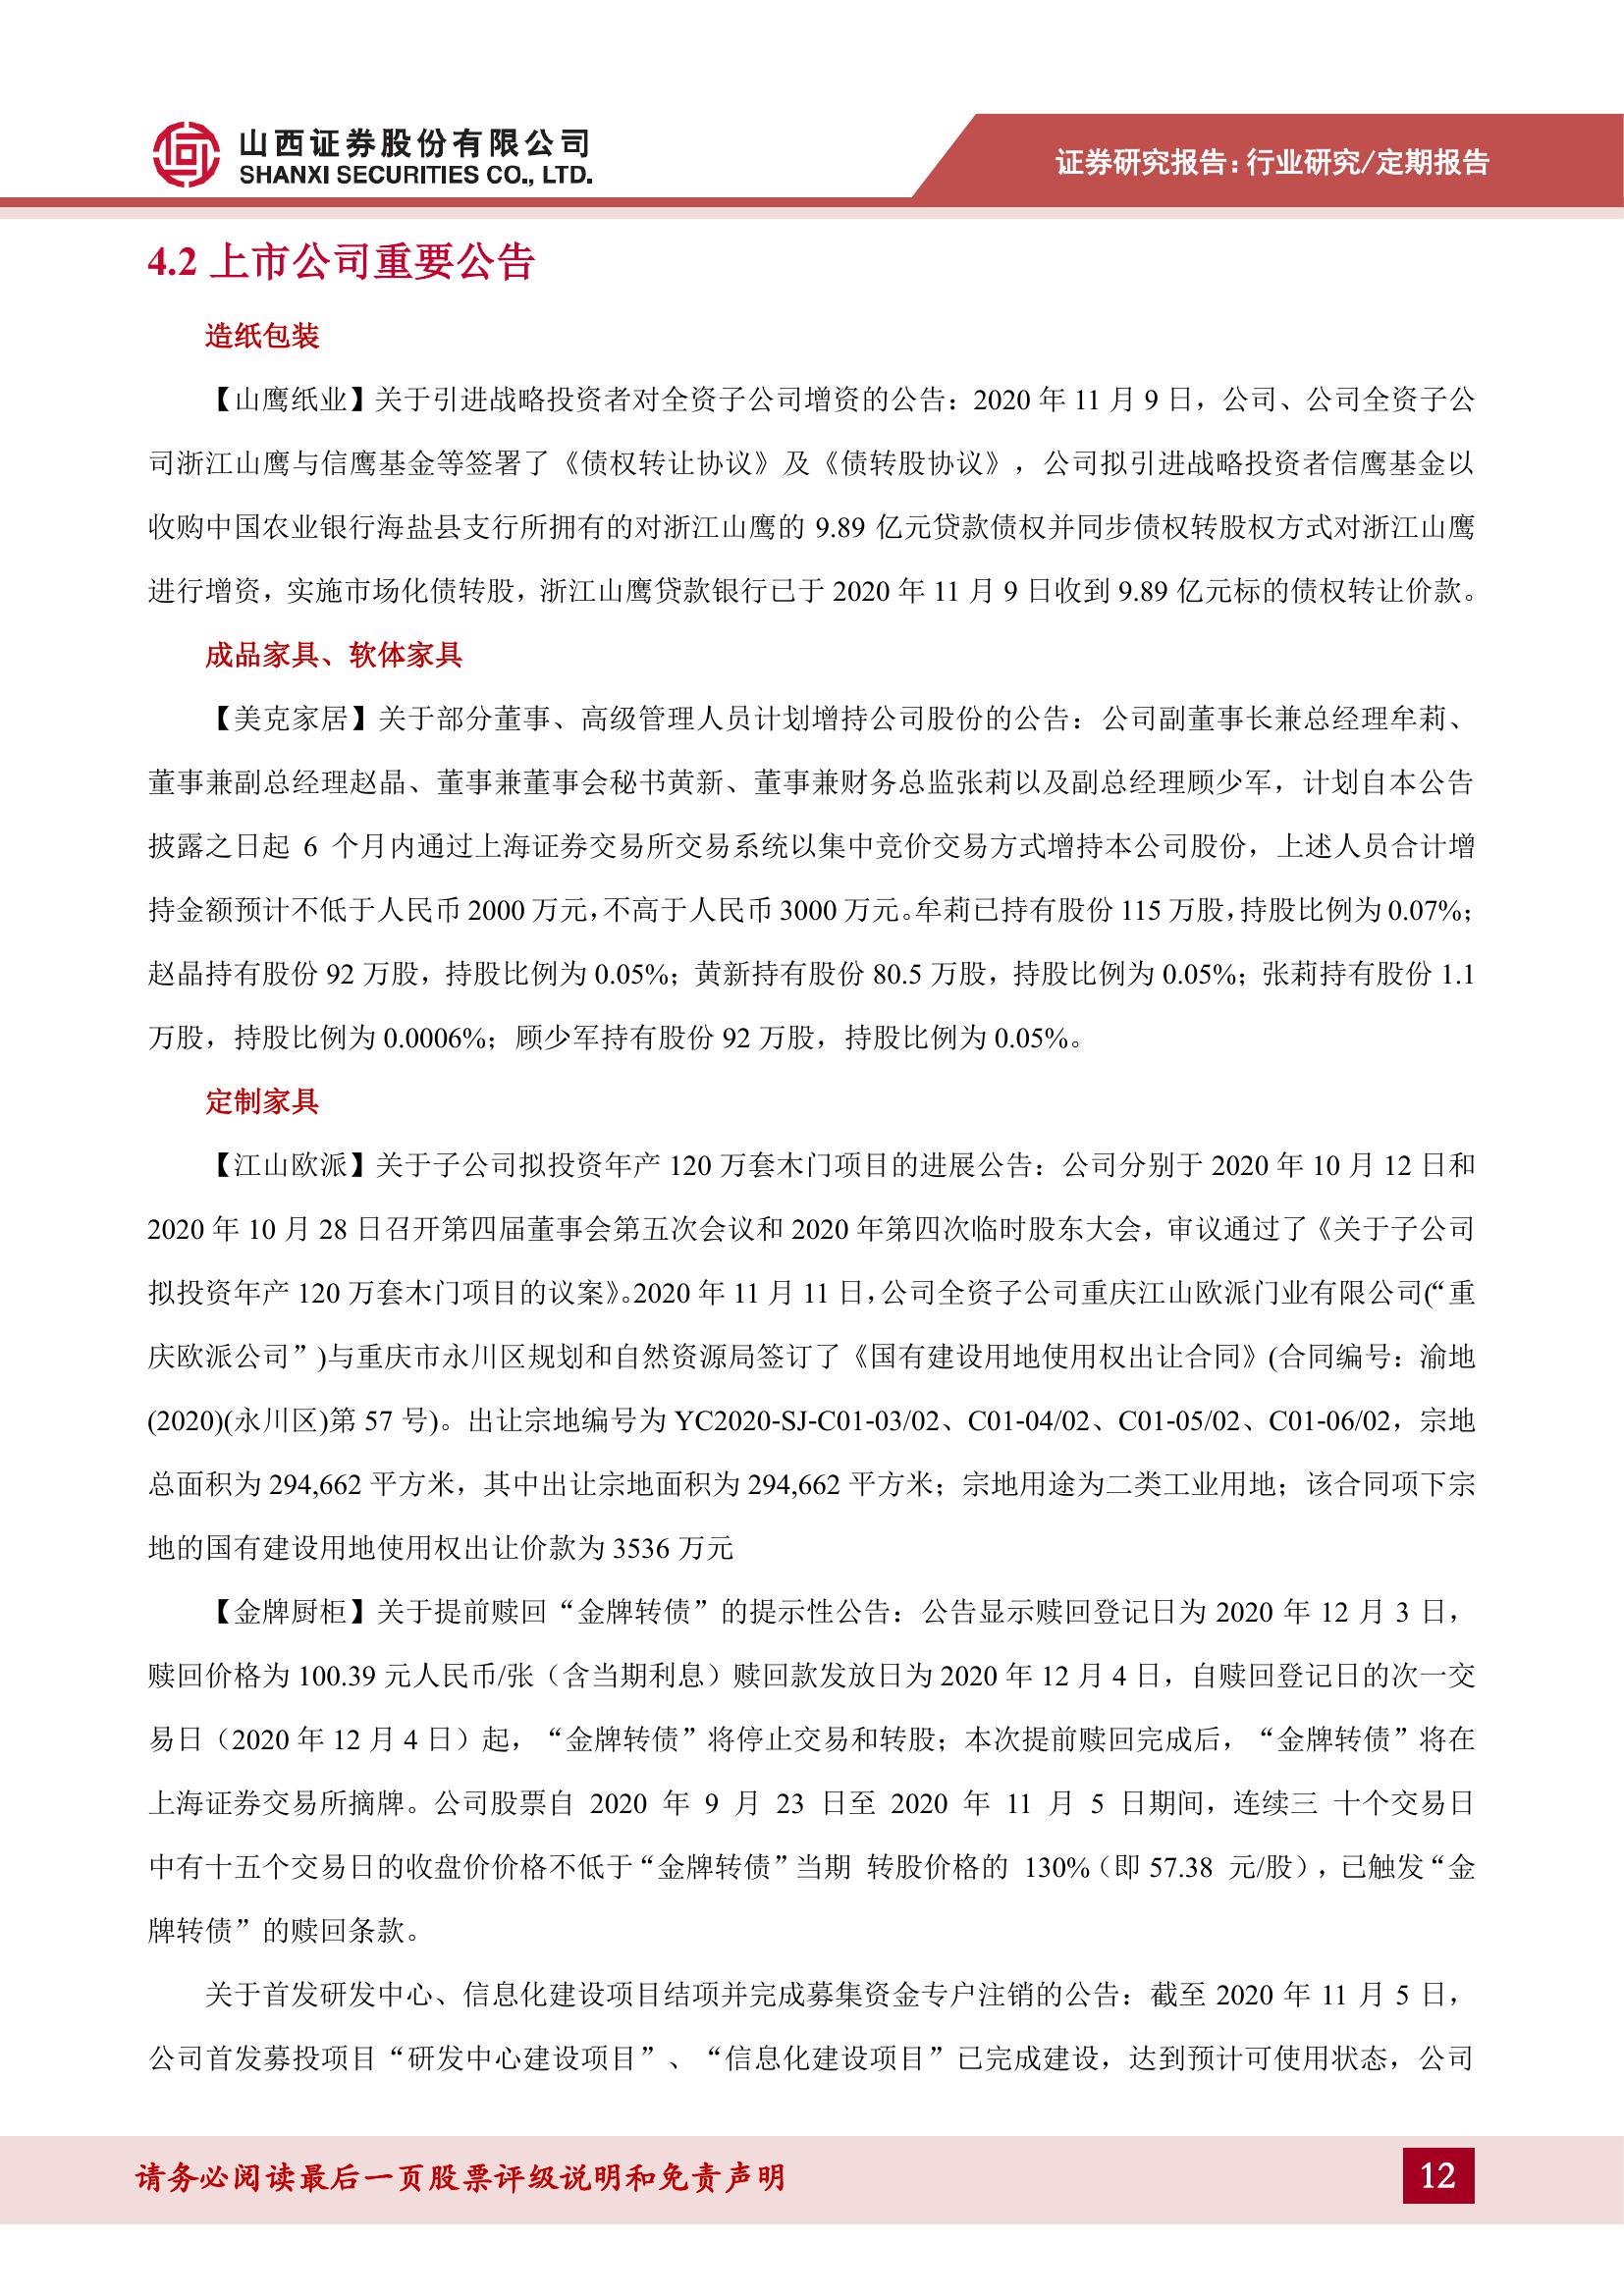 山西证券股份有限公司
SHANXI SECURITIES CO., LTD.
证券研究报告：行业研究/定期报告
4.2 上市公司重要公告
造纸包装
【山鹰纸业】关于引进战略投资者对全资子公司增资的公告：2020 年 11 月 9 日，公司、公司全资子公
司浙江山鹰与信鹰基金等签署了《债权转让协议》及《债转股协议》，公司拟引进战略投资者信鹰基金以
收购中国农业银行海盐县支行所拥有的对浙江山鹰的 9.89 亿元贷款债权并同步债权转股权方式对浙江山鹰
进行增资，实施市场化债转股，浙江山鹰贷款银行已于 2020 年 11 月 9 日收到 9.89 亿元标的债权转让价款。
成品家具、软体家具
【美克家居】关于部分董事、高级管理人员计划增持公司股份的公告：公司副董事长兼总经理牟莉、
董事兼副总经理赵晶、董事兼董事会秘书黄新、董事兼财务总监张莉以及副总经理顾少军，计划自本公告
披露之日起 6 个月内通过上海证券交易所交易系统以集中竞价交易方式增持本公司股份，上述人员合计增
持金额预计不低于人民币 2000 万元，不高于人民币 3000 万元。牟莉已持有股份 115 万股，持股比例为 0.07%；
赵晶持有股份 92 万股，持股比例为 0.05%；黄新持有股份 80.5 万股，持股比例为 0.05%；张莉持有股份 1.1
万股，持股比例为 0.0006%；顾少军持有股份 92 万股，持股比例为 0.05%。
定制家具
【江山欧派】关于子公司拟投资年产 120 万套木门项目的进展公告：公司分别于 2020 年 10 月 12 日和
2020 年 10 月 28 日召开第四届董事会第五次会议和 2020 年第四次临时股东大会，审议通过了《关于子公司
拟投资年产 120 万套木门项目的议案》。2020 年 11 月 11 日，公司全资子公司重庆江山欧派门业有限公司(“重
庆欧派公司”)与重庆市永川区规划和自然资源局签订了《国有建设用地使用权出让合同》(合同编号：渝地
(2020)(永川区)第 57 号)。出让宗地编号为 YC2020-SJ-C01-03/02、C01-04/02、C01-05/02、C01-06/02，宗地
总面积为 294,662 平方米，其中出让宗地面积为 294,662 平方米；宗地用途为二类工业用地；该合同项下宗
地的国有建设用地使用权出让价款为 3536 万元
【金牌厨柜】关于提前赎回“金牌转债”的提示性公告：公告显示赎回登记日为 2020 年 12 月 3 日，
赎回价格为 100.39 元人民币/张（含当期利息）赎回款发放日为 2020 年 12 月 4 日，自赎回登记日的次一交
易日（2020 年 12 月 4 日）起，“金牌转债”将停止交易和转股；本次提前赎回完成后，“金牌转债”将在
上海证券交易所摘牌。公司股票自 2020 年 9 月 23 日至 2020 年 11 月 5 日期间，连续三 十个交易日
中有十五个交易日的收盘价价格不低于“金牌转债”当期 转股价格的 130%（即 57.38 元/股），已触发“金
牌转债”的赎回条款。
关于首发研发中心、信息化建设项目结项并完成募集资金专户注销的公告：截至 2020 年 11 月 5 日，
公司首发募投项目“研发中心建设项目”、“信息化建设项目”已完成建设，达到预计可使用状态，公司
请务必阅读最后一页股票评级说明和免责声明
12